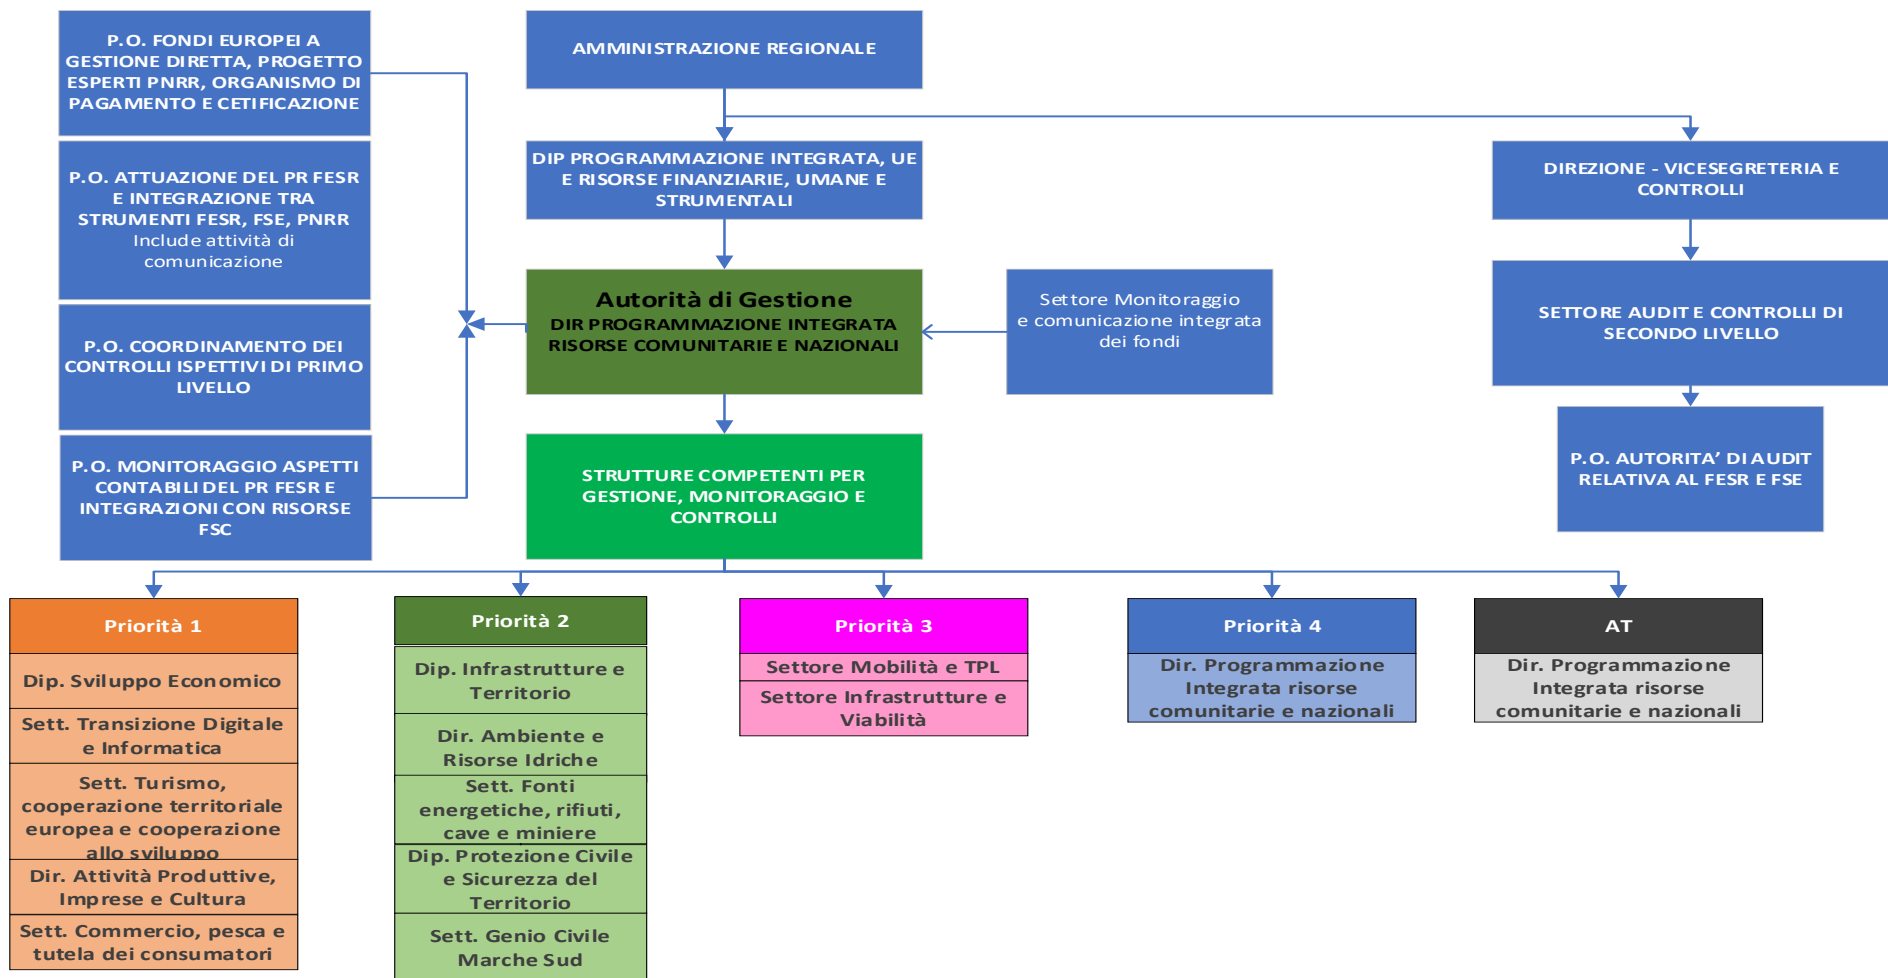 P.O. FONDI EUROPEI A
GESTIONE DIRETTA, PROGETTO
ESPERTI PNRR, ORGANISMO DI
PAGAMENTO E CETIFICAZIONE
AMMINISTRAZIONE REGIONALE
P.O. ATTUAZIONE DEL PR FESR
E INTEGRAZIONE TRA
STRUMENTI FESR, FSE, PNRR
Include attività di
comunicazione
DIP PROGRAMMAZIONE INTEGRATA, UE
E RISORSE FINANZIARIE, UMANE E
STRUMENTALI
DIREZIONE - VICESEGRETERIA E
CONTROLLI
Autorità di Gestione
DIR PROGRAMMAZIONE INTEGRATA
RISORSE COMUNITARIE E NAZIONALI
Settore Monitoraggio
e comunicazione integrata
dei fondi
SETTORE AUDIT E CONTROLLI DI
SECONDO LIVELLO
P.O. COORDINAMENTO DEI
CONTROLLI ISPETTIVI DI PRIMO
LIVELLO
P.O. MONITORAGGIO ASPETTI
CONTABILI DEL PR FESR E
INTEGRAZIONI CON RISORSE
FSC
STRUTTURE COMPETENTI PER
GESTIONE, MONITORAGGIO E
CONTROLLI
P.O. AUTORITA’ DI AUDIT
RELATIVA AL FESR E FSE
Priorità 1
Dip. Sviluppo Economico
Sett. Transizione Digitale
e Informatica
Sett. Turismo,
cooperazione territoriale
europea e cooperazione
allo sviluppo
Dir. Attività Produttive,
Imprese e Cultura
Sett. Commercio, pesca e
tutela dei consumatori
Priorità 2
Dip. Infrastrutture e
Territorio
Dir. Ambiente e
Risorse Idriche
Sett. Fonti
energetiche, rifiuti,
cave e miniere
Dip. Protezione Civile
e Sicurezza del
Territorio
Sett. Genio Civile
Marche Sud
Priorità 3
Settore Mobilità e TPL
Settore Infrastrutture e
Viabilità
Priorità 4
Dir. Programmazione
Integrata risorse
comunitarie e nazionali
AT
Dir. Programmazione
Integrata risorse
comunitarie e nazionali